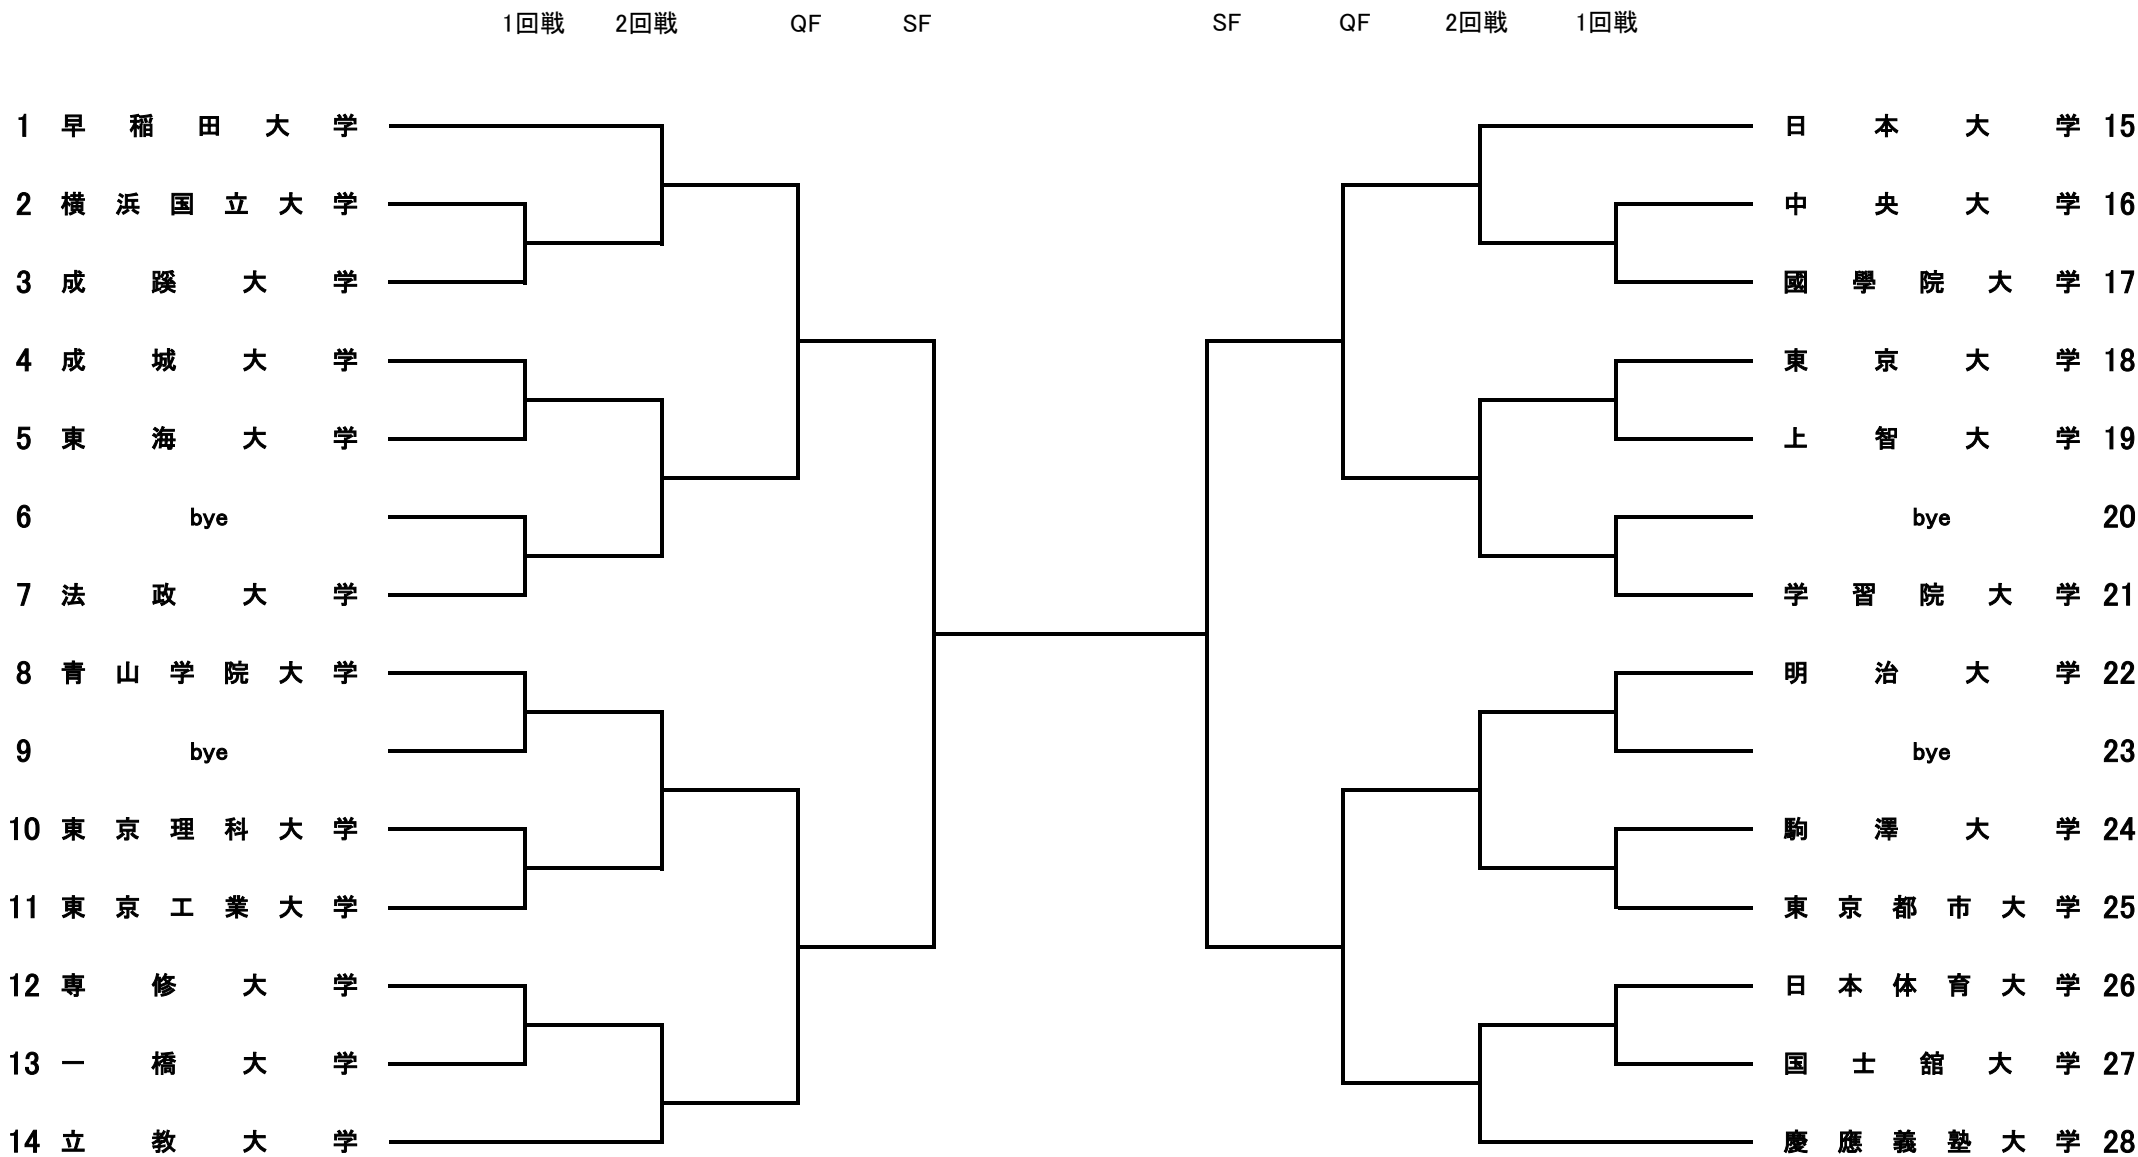 1回戦 2回戦 QF SF SF QF 2回戦 1回戦
1 早稲田大学 日本大学 15
2 横浜国立大学 中央大学 16
3 成蹊大学 國學院大学 17
4 成城大学 東京大学 18
5 東海大学 上智大学 19
6 bye bye 20
7 法政大学 学習院大学 21
8 青山学院大学 明治大学 22
9 bye bye 23
10 東京理科大学 駒澤大学 24
11 東京工業大学 東京都市大学 25
12 専修大学 日本体育大学 26
13 一橋大学 国士舘大学 27
14 立教大学 慶應義塾大学 28